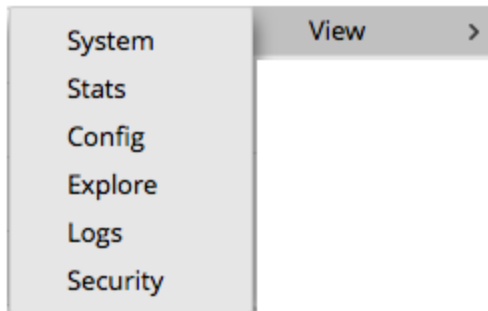 View
System
Stats
Config
Explore
Logs
Security